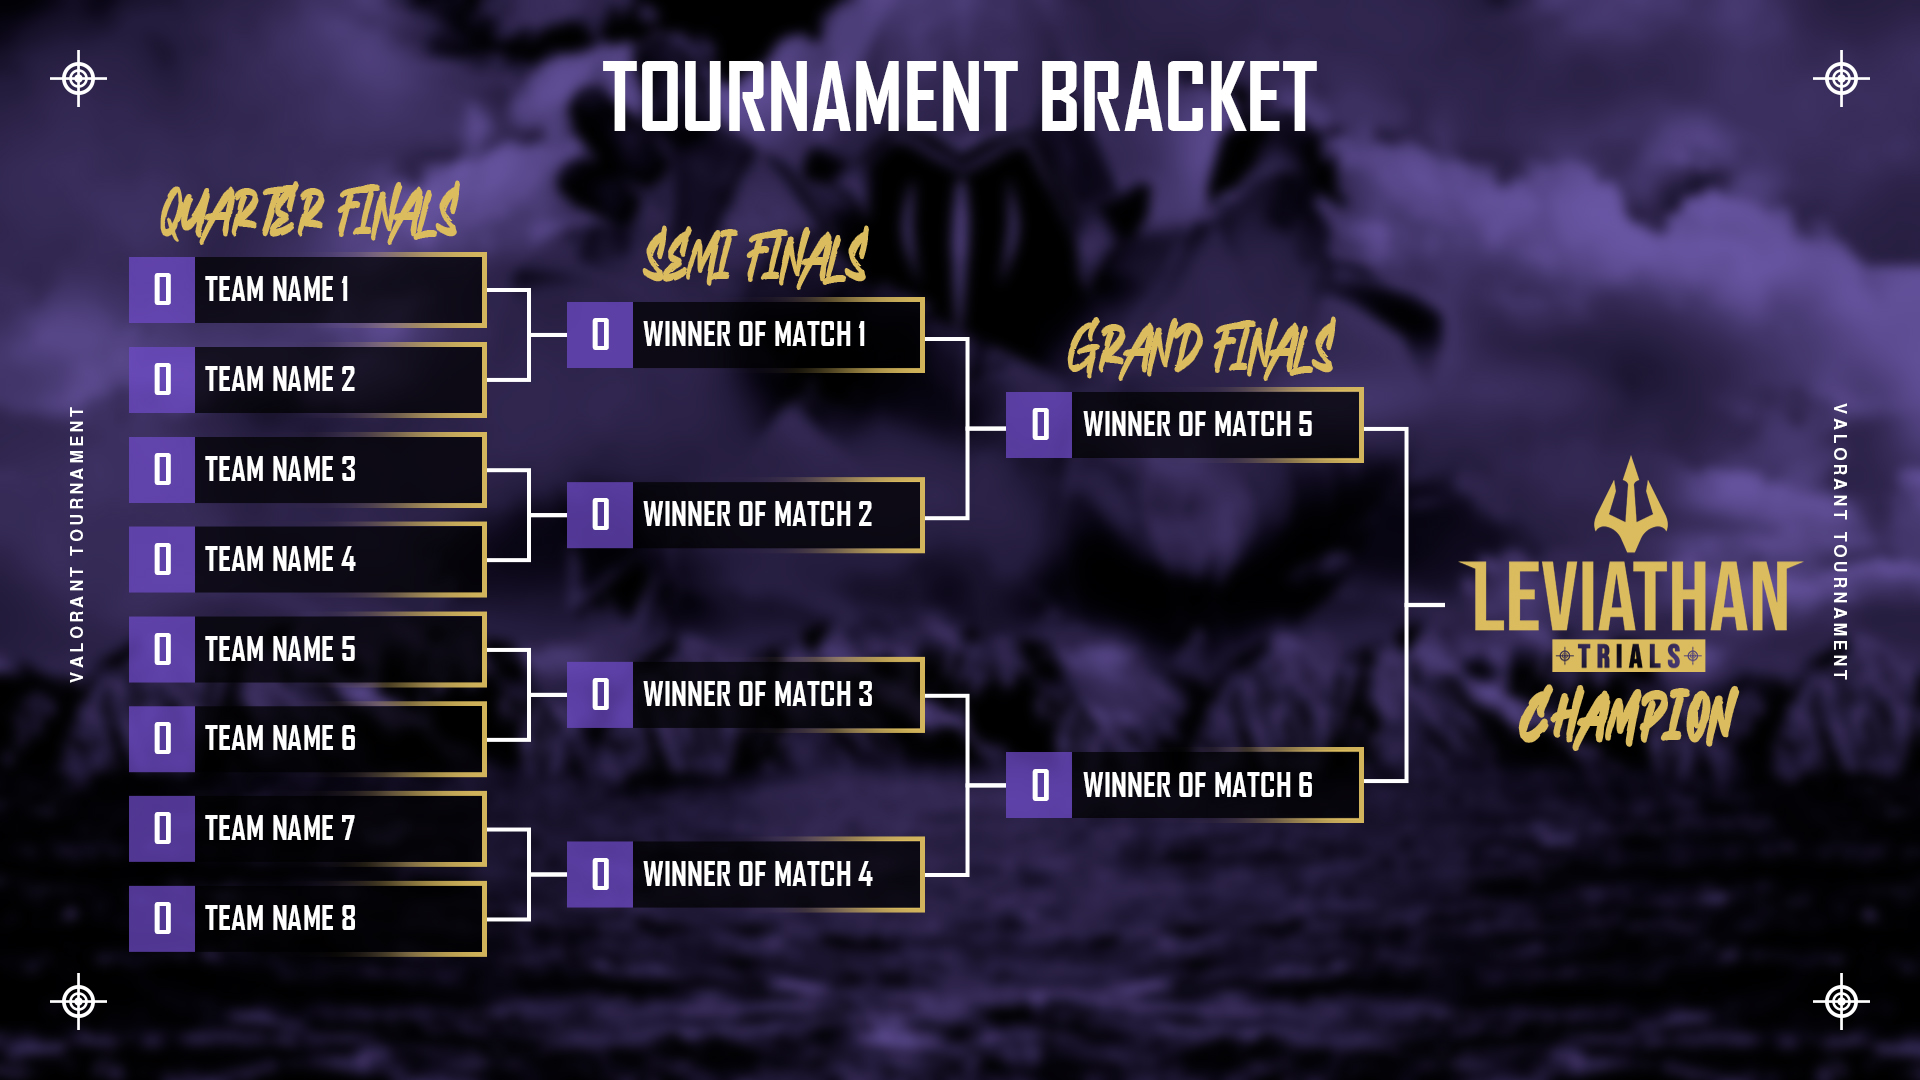 TOURNAMENT BRACKET
QUARTER FINALS
0 TEAM NAME 1
0 TEAM NAME 2
0 TEAM NAME 3
0 TEAM NAME 4
0 TEAM NAME 5
0 TEAM NAME 6
0 TEAM NAME 7
0 TEAM NAME 8
SEMI FINALS
0 WINNER OF MATCH 1
0 WINNER OF MATCH 2
0 WINNER OF MATCH 3
0 WINNER OF MATCH 4
GRAND FINALS
0 WINNER OF MATCH 5
0 WINNER OF MATCH 6
LEVIATHAN
TRIALS
CHAMPION
VALORANT TOURNAMENT
VALORANT TOURNAMENT